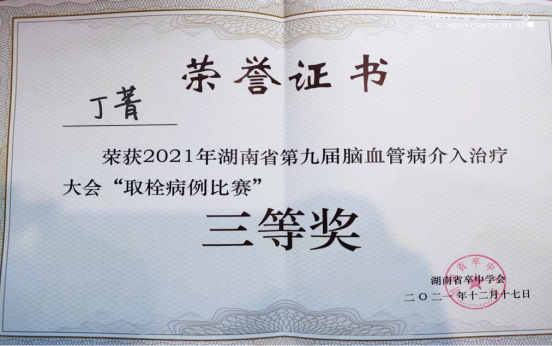 荣誉证书
丁菁
荣获2021年湖南省第九届脑血管病介入治疗
大会“取栓病例比赛”
三等奖
湖南省卒中学会
二〇二一年十二月十七日